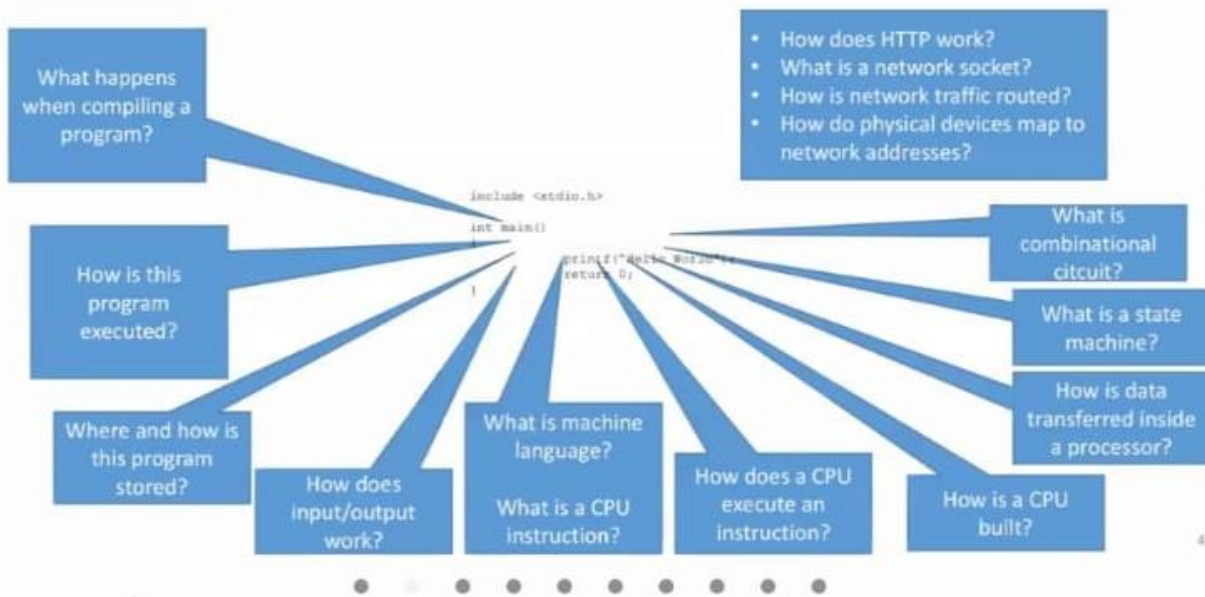 What happens
when compiling a
program?
• How does HTTP work?
• What is a network socket?
• How is network traffic routed?
• How do physical devices map to
network addresses?
include <stdio.h>
int main()
{
printf("Hello World");
return 0;
}
How is this
program
executed?
Where and how is
this program
stored?
How does
input/output
work?
What is machine
language?
What is a CPU
instruction?
How does a CPU
execute an
instruction?
How is a CPU
built?
What is
combinational
citcuit?
What is a state
machine?
How is data
transferred inside
a processor?
4